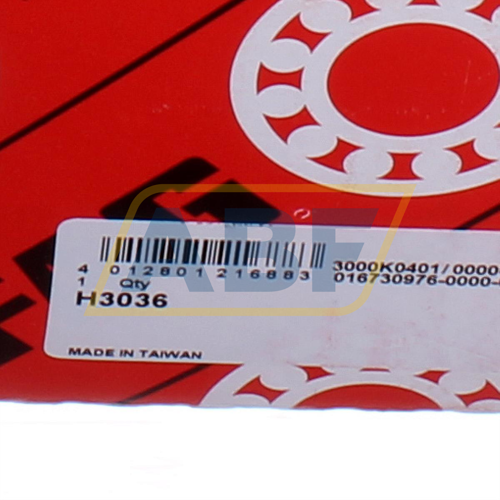 ABF
4 012801 216883
3000K0401/0000
1 Qty
016730976-0000-
H3036
MADE IN TAIWAN